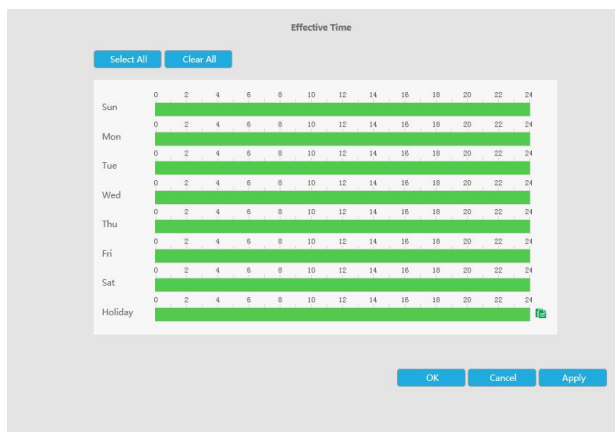 Effective Time
Select All Clear All
0 2 4 6 8 10 12 14 16 18 20 22 24
Sun
0 2 4 6 8 10 12 14 16 18 20 22 24
Mon
0 2 4 6 8 10 12 14 16 18 20 22 24
Tue
0 2 4 6 8 10 12 14 16 18 20 22 24
Wed
0 2 4 6 8 10 12 14 16 18 20 22 24
Thu
0 2 4 6 8 10 12 14 16 18 20 22 24
Fri
0 2 4 6 8 10 12 14 16 18 20 22 24
Sat
0 2 4 6 8 10 12 14 16 18 20 22 24
Holiday
OK Cancel Apply